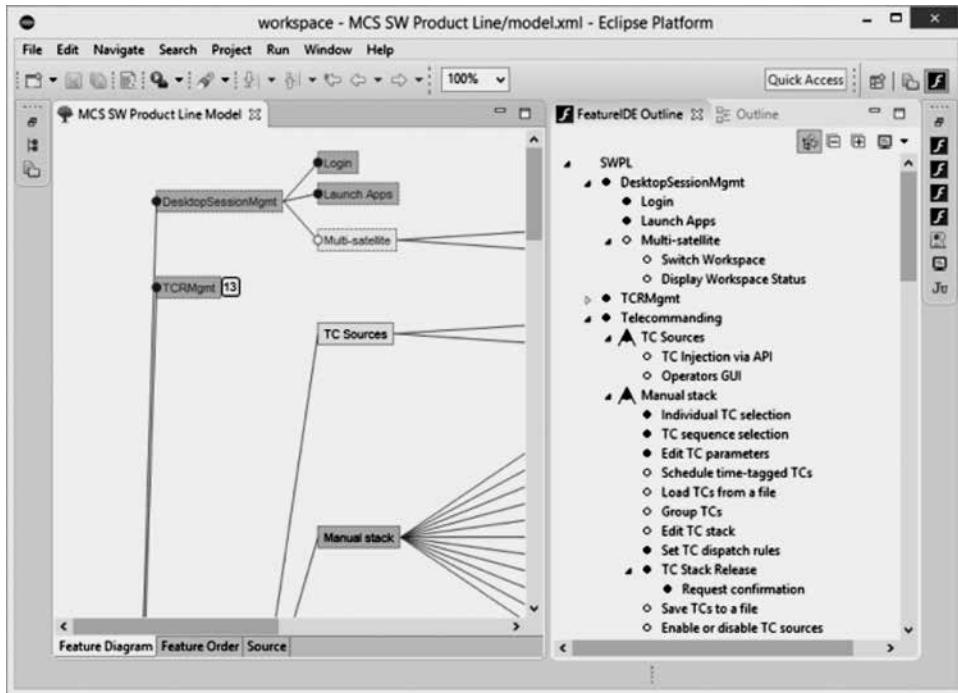 workspace - MCS SW Product Line/model.xml - Eclipse Platform
File Edit Navigate Search Project Run Window Help
100%
Quick Access
MCS SW Product Line Model
Login
DesktopSessionMgmt
Launch Apps
Multi-satellite
TCRMgmt 13
TC Sources
Manual stack
Feature Diagram Feature Order Source
FeatureIDE Outline Outline
SWPL
DesktopSessionMgmt
Login
Launch Apps
Multi-satellite
Switch Workspace
Display Workspace Status
TCRMgmt
Telecommanding
TC Sources
TC Injection via API
Operators GUI
Manual stack
Individual TC selection
TC sequence selection
Edit TC parameters
Schedule time-tagged TCs
Load TCs from a file
Group TCs
Edit TC stack
Set TC dispatch rules
TC Stack Release
Request confirmation
Save TCs to a file
Enable or disable TC sources
Ju